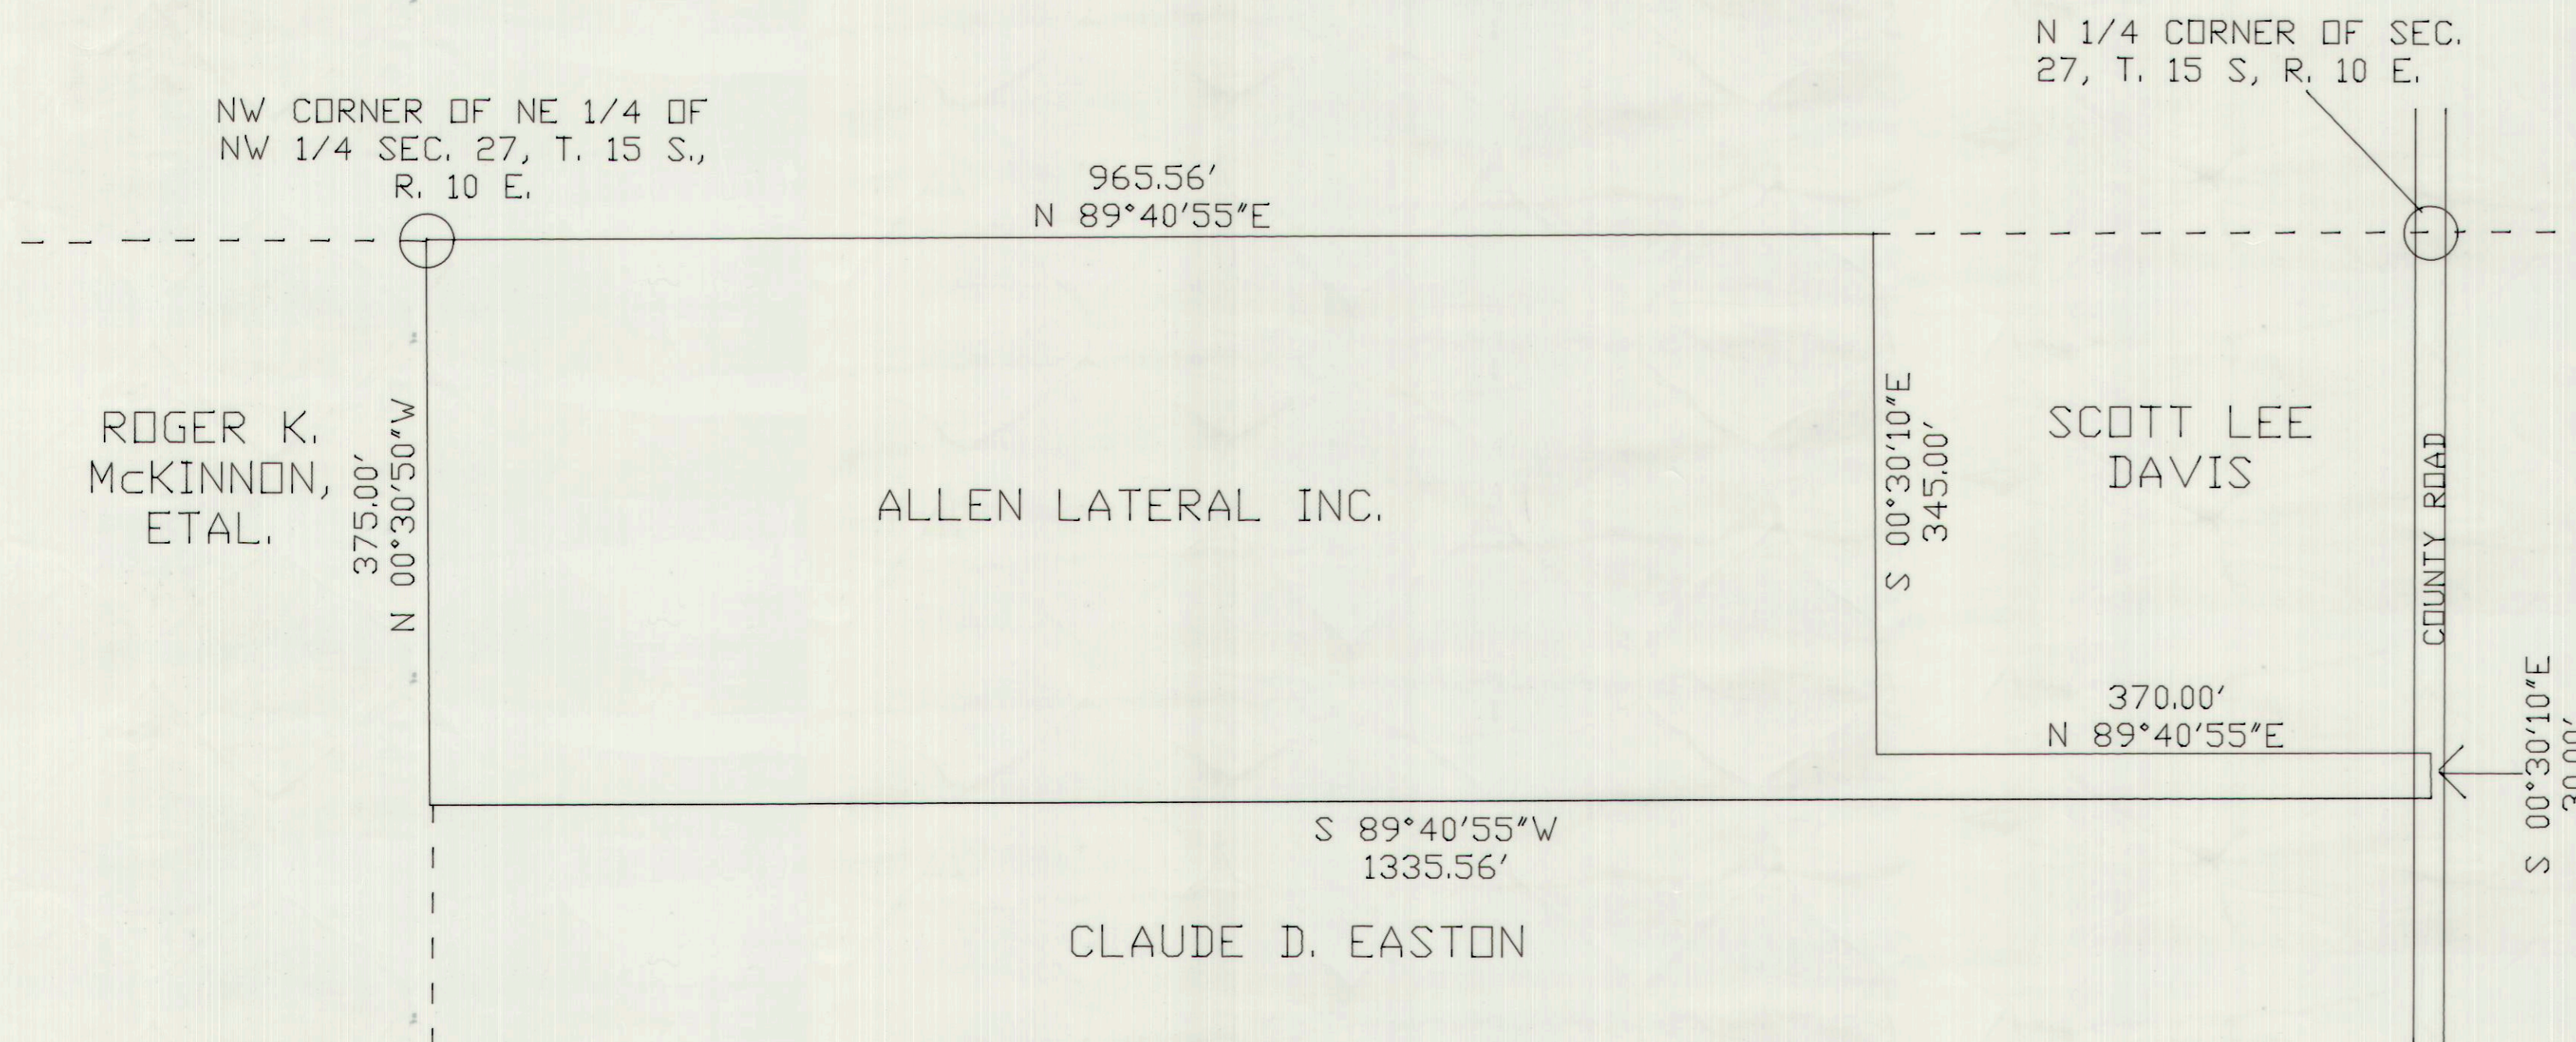 N 1/4 CORNER OF SEC.
27, T. 15 S, R. 10 E.
NW CORNER OF NE 1/4 OF
NW 1/4 SEC. 27, T. 15 S.,
R. 10 E.
965.56'
N 89°40'55"E
ROGER K.
McKINNON,
ETAL.
375.00'
N 00°30'50"W
ALLEN LATERAL INC.
S 00°30'10"E
345.00'
SCOTT LEE
DAVIS
COUNTY ROAD
370.00'
N 89°40'55"E
S 00°30'10"E
30.00'
S 89°40'55"W
1335.56'
CLAUDE D. EASTON